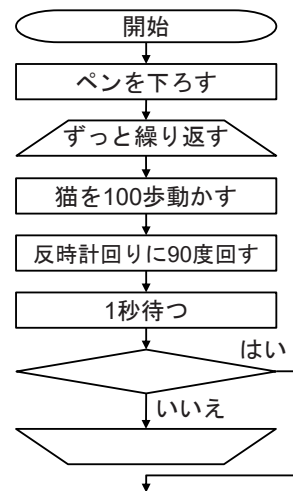 開始
ペンを下ろす
ずっと繰り返す
猫を100歩動かす
反時計回りに90度回す
1秒待つ
はい
いいえ